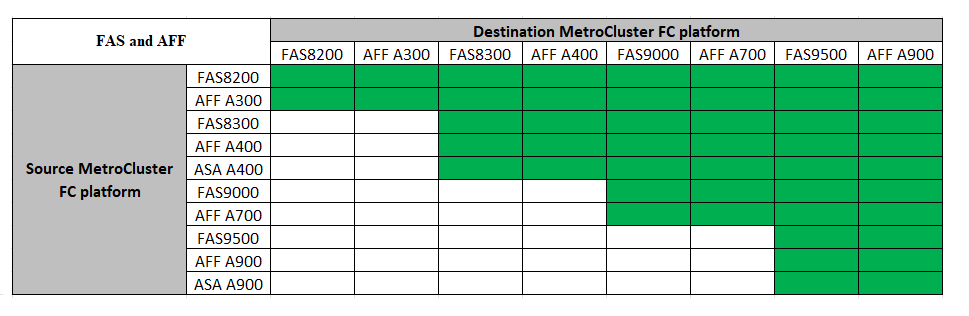 FAS and AFF
Destination MetroCluster FC platform
FAS8200 AFF A300 FAS8300 AFF A400 FAS9000 AFF A700 FAS9500 AFF A900
Source MetroCluster
FC platform
FAS8200
AFF A300
FAS8300
AFF A400
ASA A400
FAS9000
AFF A700
FAS9500
AFF A900
ASA A900